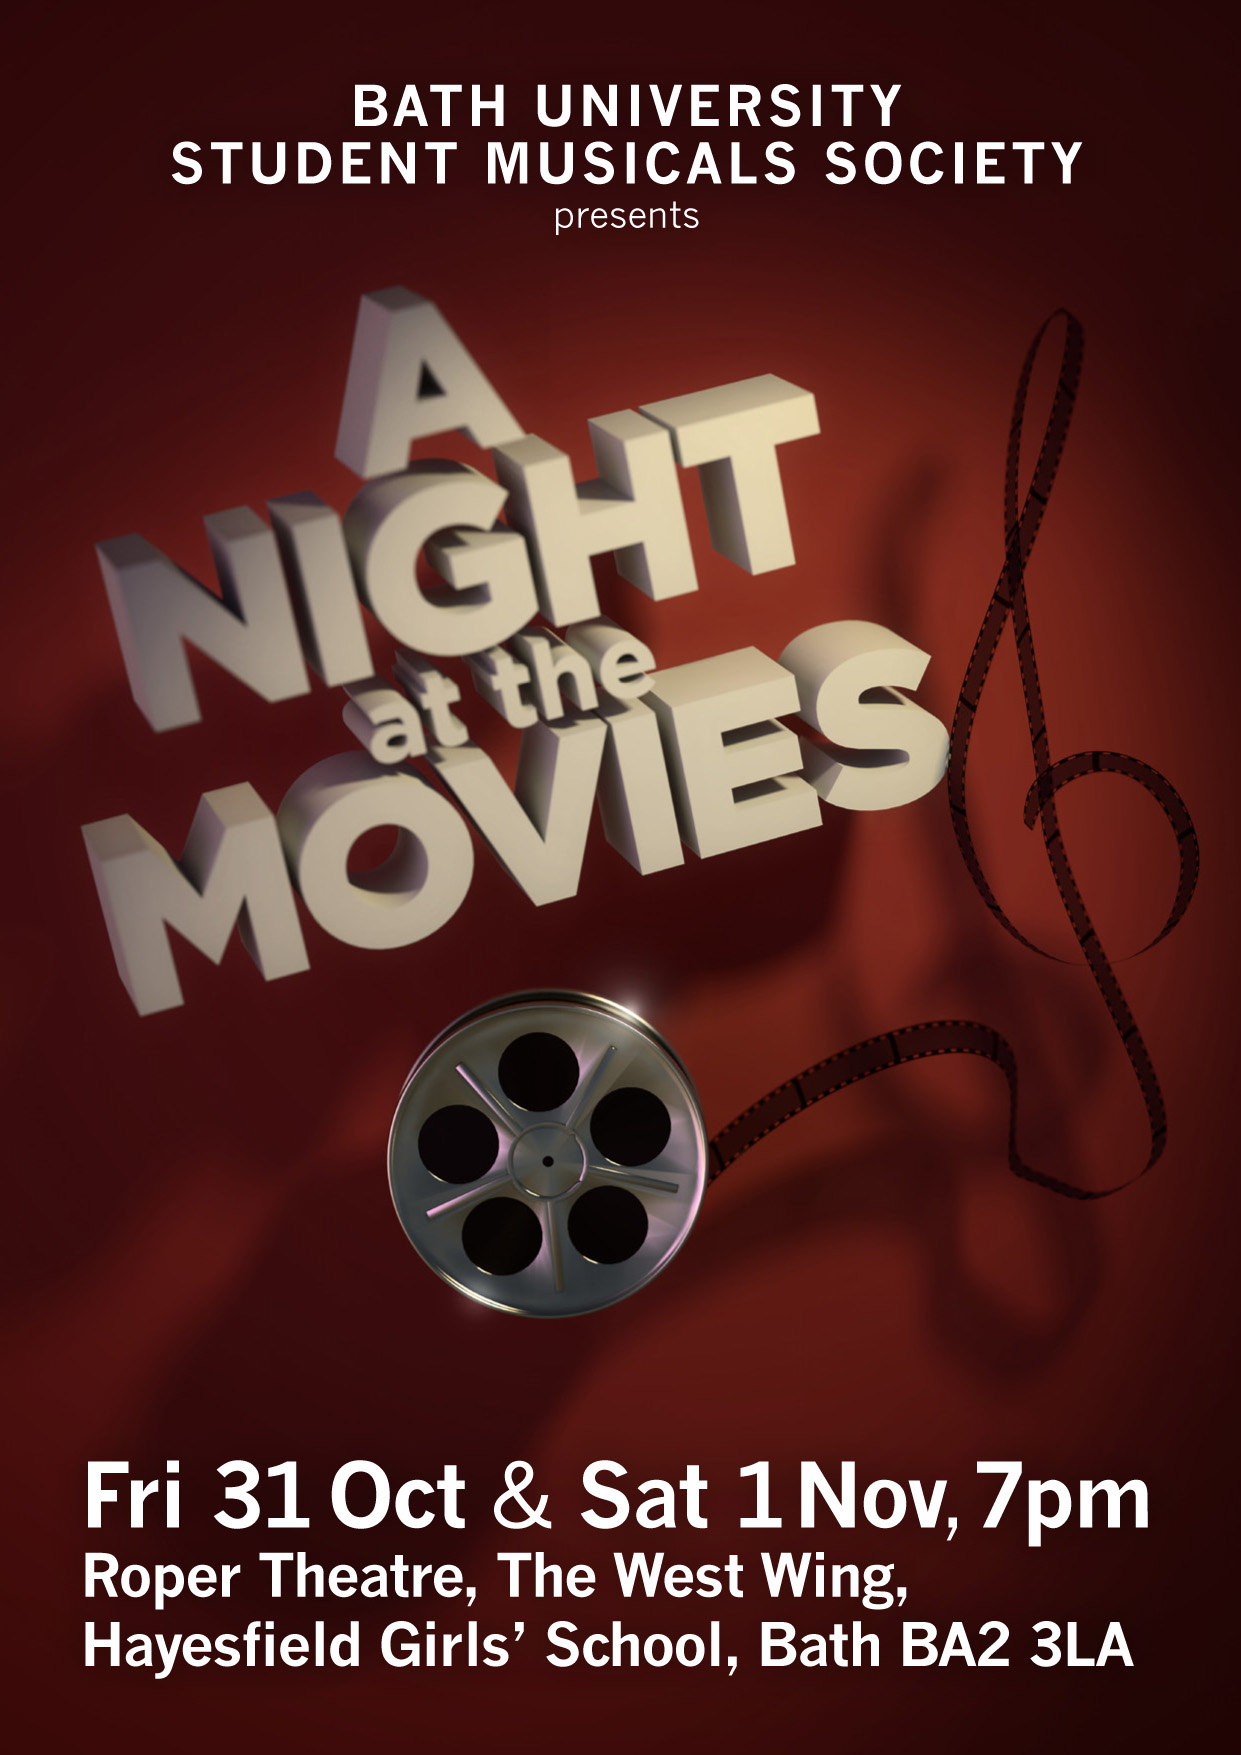 BATH UNIVERSITY
STUDENT MUSICALS SOCIETY
presents
A
NIGHT
at the
MOVIES
Fri 31 Oct & Sat 1 Nov, 7pm
Roper Theatre, The West Wing,
Hayesfield Girls’ School, Bath BA2 3LA